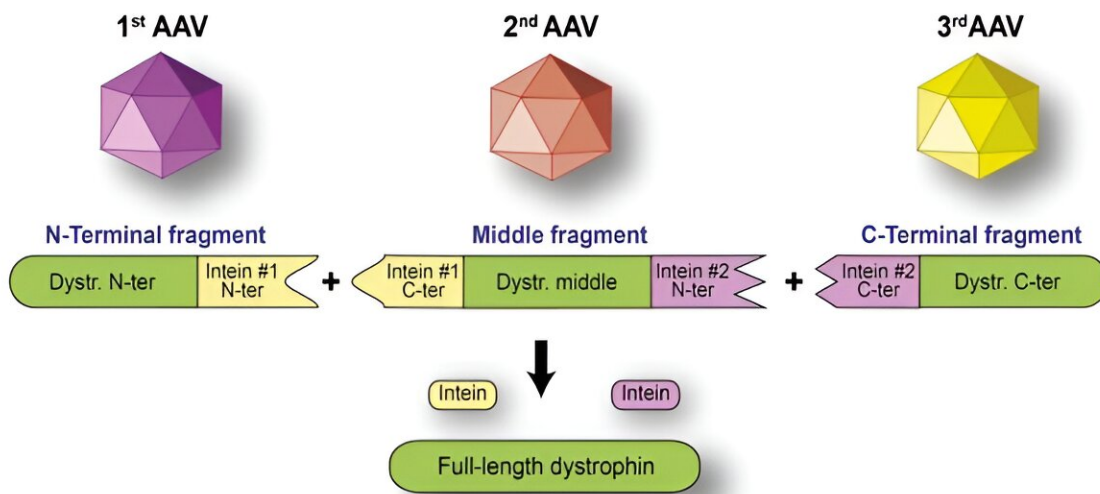 1st AAV
2nd AAV
3rd AAV
N-Terminal fragment
Middle fragment
C-Terminal fragment
Dystr. N-ter
Intein #1
N-ter
+
Intein #1
C-ter
Dystr. middle
Intein #2
N-ter
+
Intein #2
C-ter
Dystr. C-ter
Intein
Intein
Full-length dystrophin